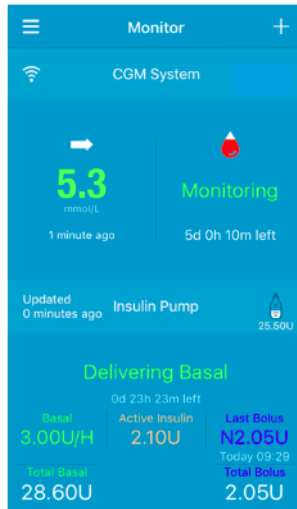 Monitor
CGM System
5.3
mmol/L
1 minute ago
Monitoring
5d 0h 10m left
Updated
0 minutes ago
Insulin Pump
25.50U
Delivering Basal
0d 23h 23m left
Basal
3.00U/H
Active Insulin
2.10U
Last Bolus
N2.05U
Today 09:29
Total Basal
28.60U
Total Bolus
2.05U